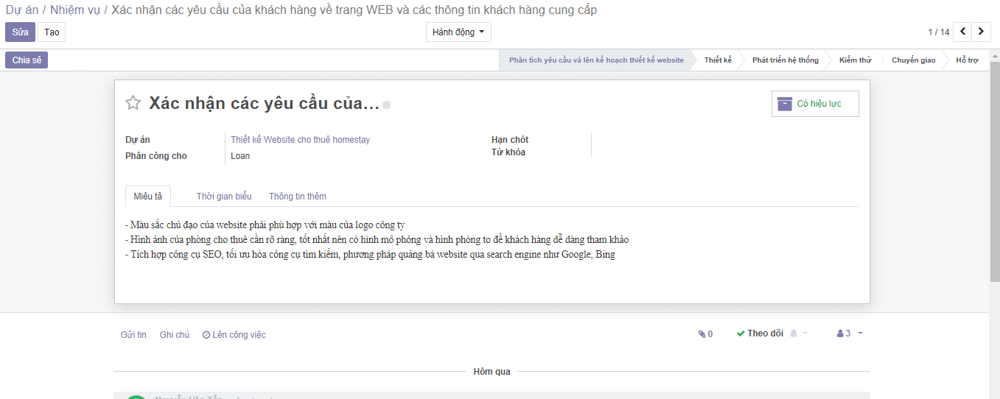 Dự án / Nhiệm vụ / Xác nhận các yêu cầu của khách hàng về trang WEB và các thông tin khách hàng cung cấp
Sửa Tạo Hành động 1 / 14
Chia sẻ Phân tích yêu cầu và lên kế hoạch thiết kế website Thiết kế Phát triển hệ thống Kiểm thử Chuyển giao Hỗ trợ
Xác nhận các yêu cầu của... Có hiệu lực
Dự án Thiết kế Website cho thuê homestay Hạn chót
Từ khóa
Phân công cho Loan
Miêu tả Thời gian biểu Thông tin thêm
- Màu sắc chủ đạo của website phải phù hợp với màu của logo công ty
- Hình ảnh của phòng cho thuê cần rõ ràng, tốt nhất nên có hình mô phỏng và hình phóng to để khách hàng dễ dàng tham khảo
- Tích hợp công cụ SEO, tối ưu hóa công cụ tìm kiếm, phương pháp quảng bá website qua search engine như Google, Bing
Gửi tin Ghi chú Lên công việc 0 Theo dõi 3
Hôm qua